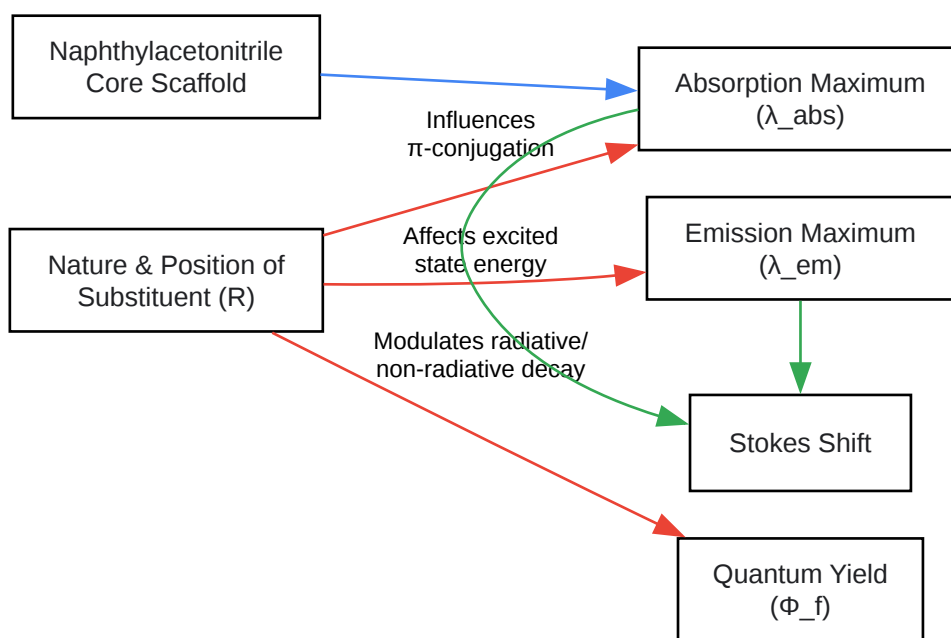 Naphthylacetonitrile
Core Scaffold
Absorption Maximum
(λ_abs)
Influences
π-conjugation
Nature & Position of
Substituent (R)
Affects excited
state energy
Emission Maximum
(λ_em)
Modulates radiative/
non-radiative decay
Stokes Shift
Quantum Yield
(Φ_f)